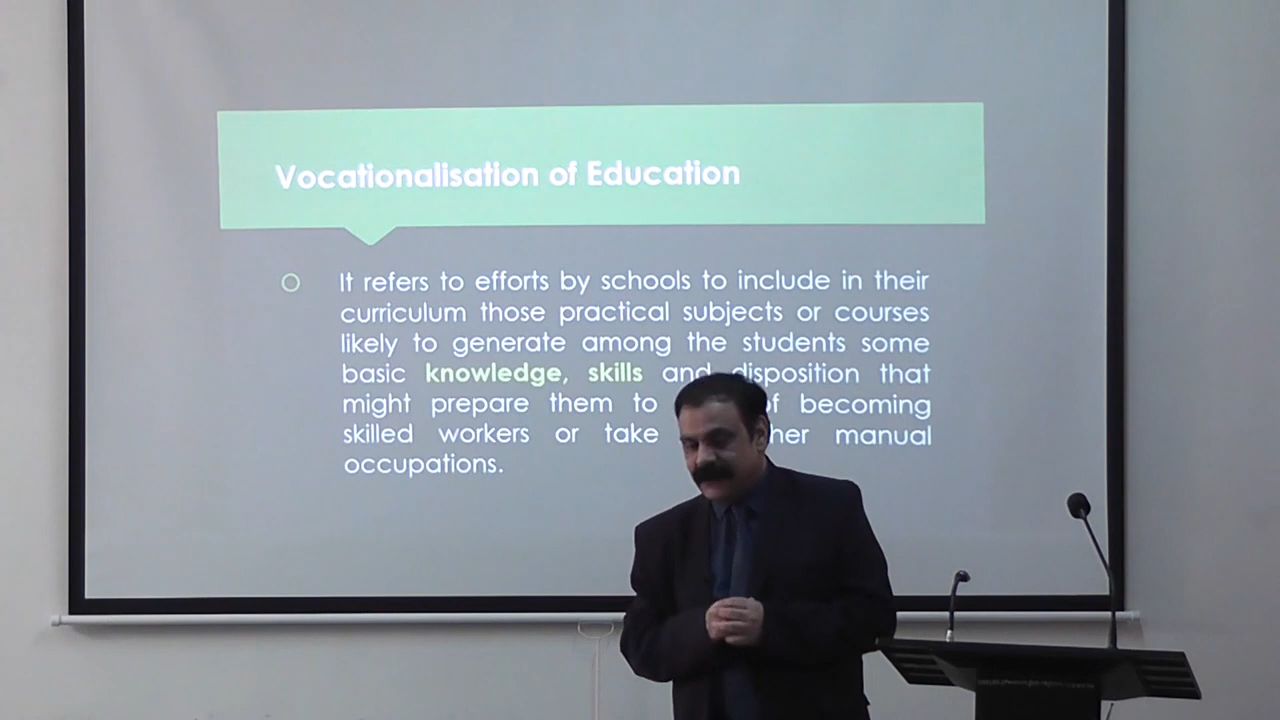 Vocationalisation of Education
It refers to efforts by schools to include in their
curriculum those practical subjects or courses
likely to generate among the students some
basic knowledge, skills and disposition that
might prepare them to of becoming
skilled workers or take manual
occupations.